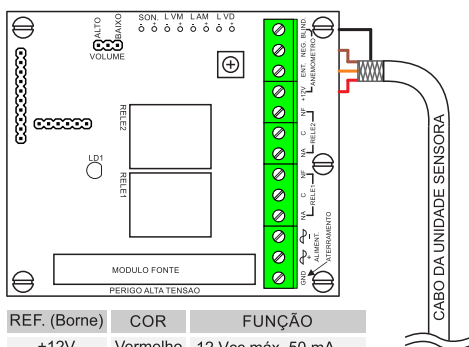 ALTO
BAIXO
VOLUME
SON. L VM L AM L VD
- + - + - + - +
BLIND.
NEG.
ENT.
+12V
ANEMOMETRO
NF
C
NA
RELE2
NF
C
NA
RELE1
-
+
ALIMENT.
GND
ATERRAMENTO
RELE2
LD1
RELE1
MODULO FONTE
PERIGO ALTA TENSAO
CABO DA UNIDADE SENSORA
REF. (Borne) COR FUNÇÃO
+12V Vermelho 12 Vcc máx. 50 mA